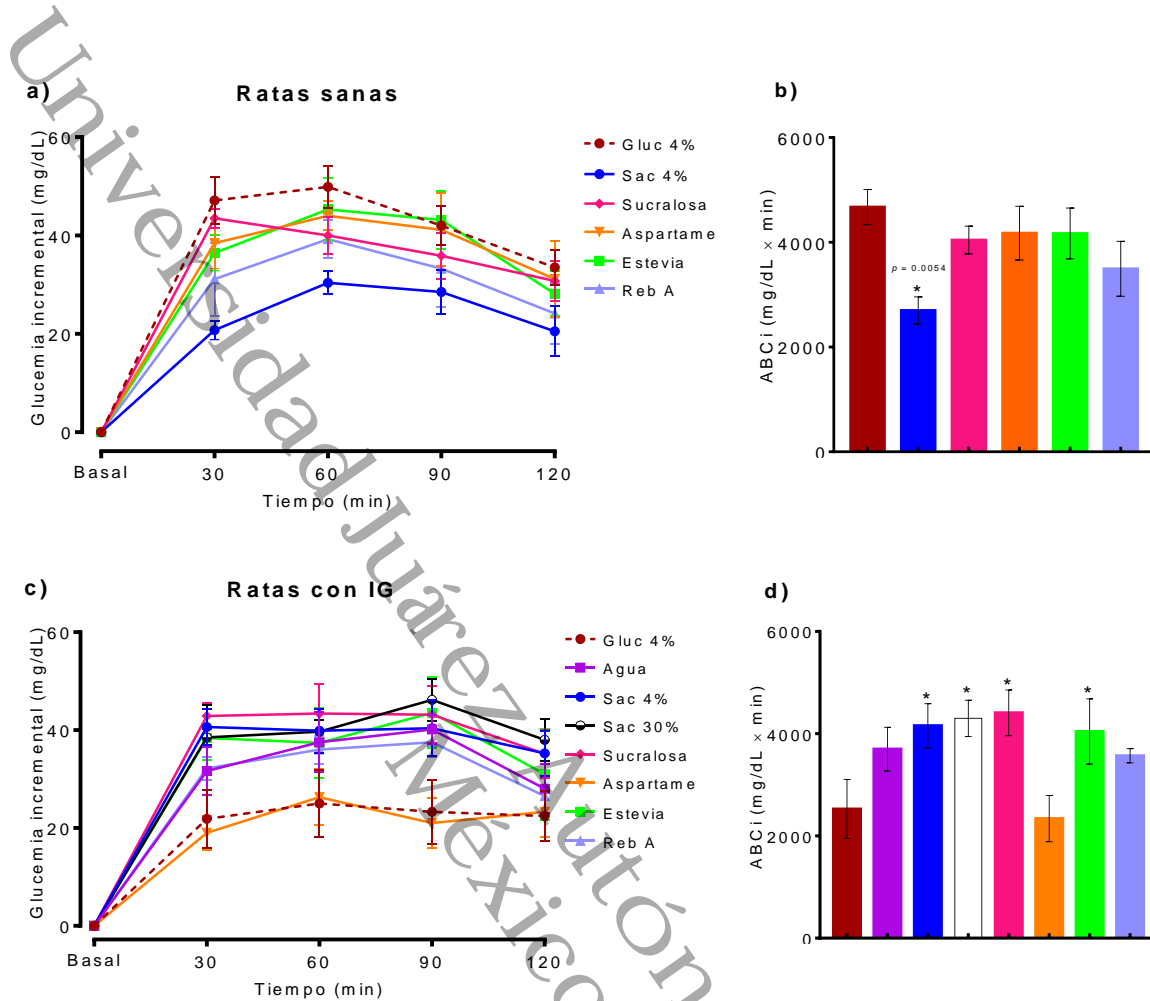 a)
Ratas sanas
Glucemia incremental (mg/dL)
60
40
20
0
Basal
30
60
90
120
Tiempo (min)
Gluc 4%
Sac 4%
Sucralosa
Aspartame
Estevia
Reb A
b)
ABCi (mg/dL × min)
6000
4000
2000
0
p = 0.0054
*
c)
Ratas con IG
Glucemia incremental (mg/dL)
60
40
20
0
Basal
30
60
90
120
Tiempo (min)
Gluc 4%
Agua
Sac 4%
Sac 30%
Sucralosa
Aspartame
Estevia
Reb A
d)
ABCi (mg/dL × min)
6000
4000
2000
0
*
*
*
*
Universidad Juárez Autón
México